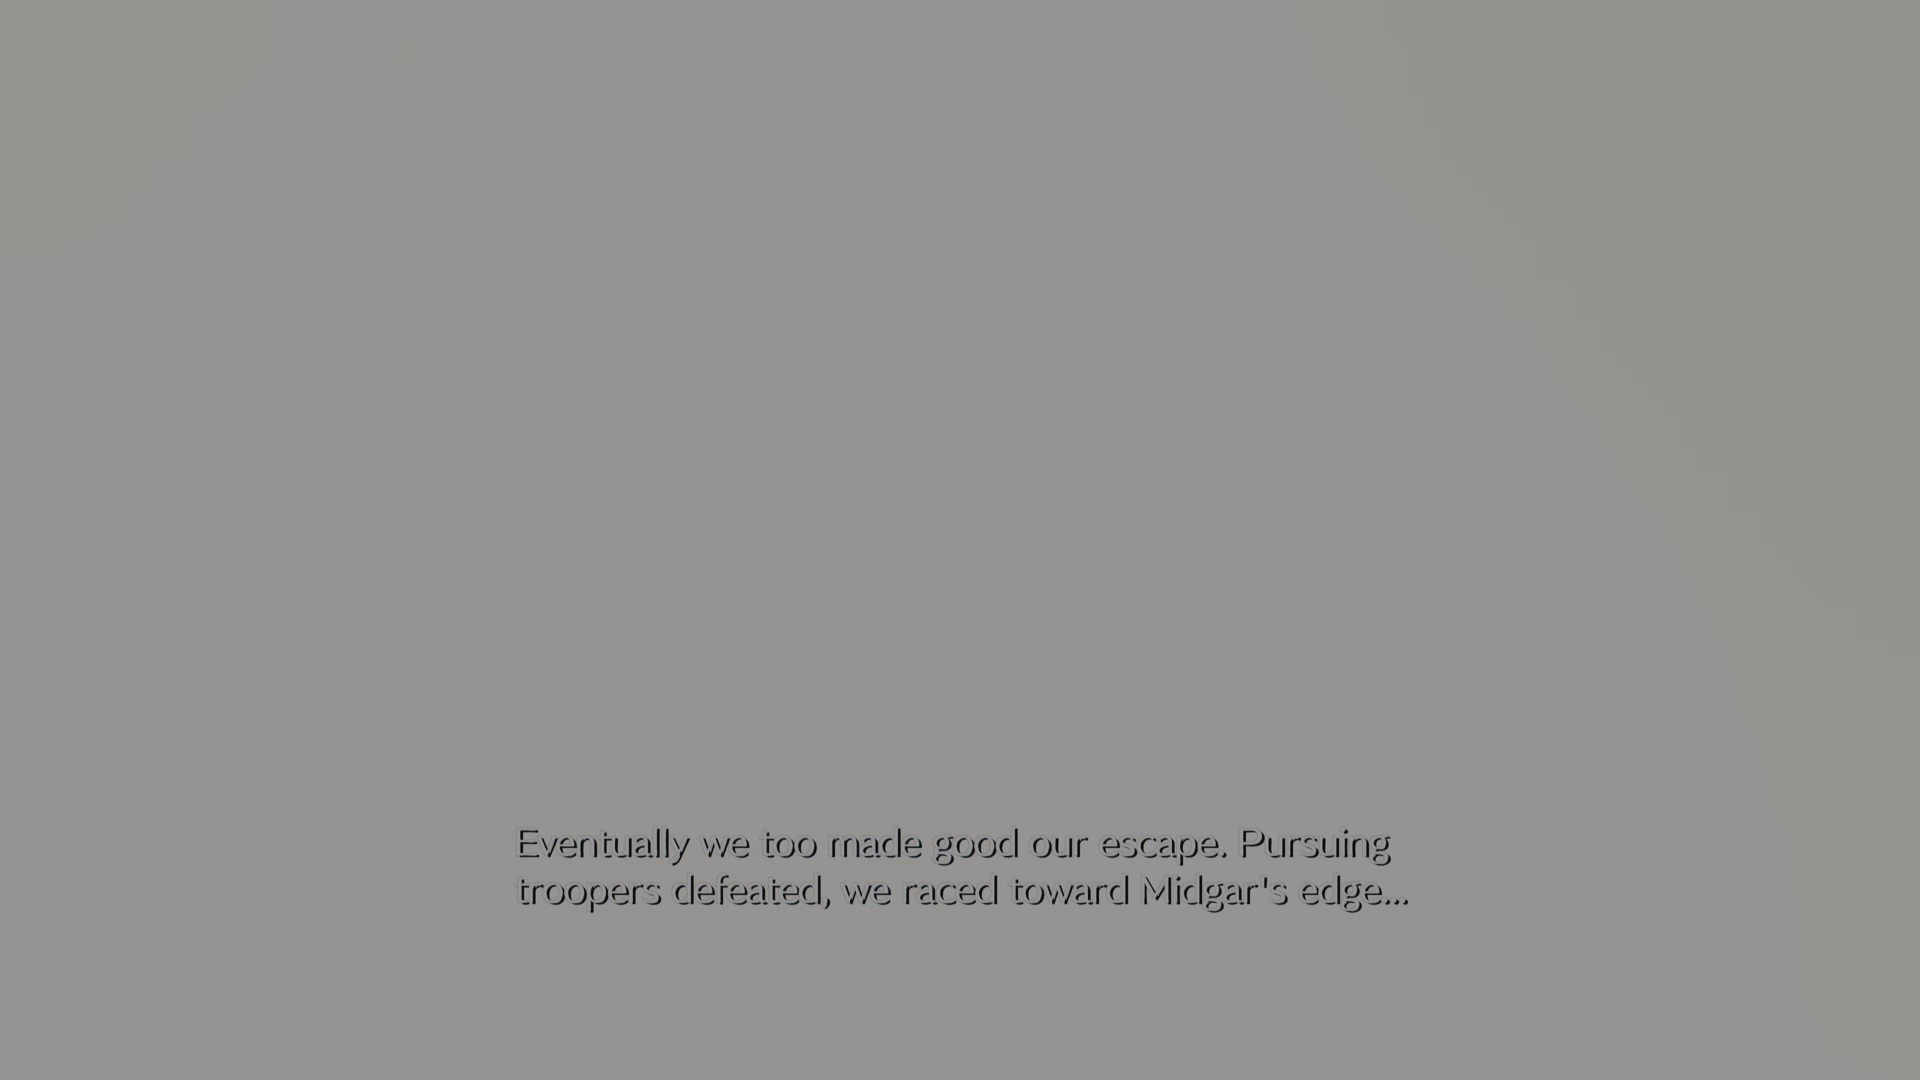 Eventually we too made good our escape. Pursuing
troopers defeated, we raced toward Midgar's edge...